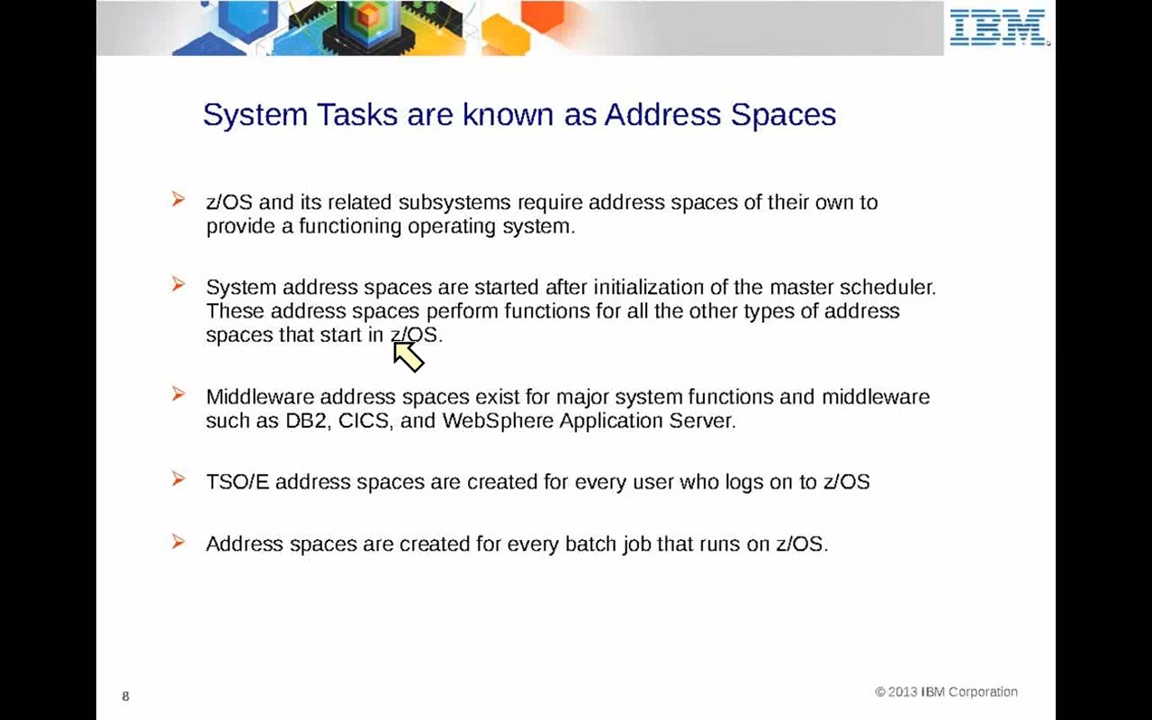 IBM
System Tasks are known as Address Spaces
z/OS and its related subsystems require address spaces of their own to
provide a functioning operating system.
System address spaces are started after initialization of the master scheduler.
These address spaces perform functions for all the other types of address
spaces that start in z/OS.
Middleware address spaces exist for major system functions and middleware
such as DB2, CICS, and WebSphere Application Server.
TSO/E address spaces are created for every user who logs on to z/OS
Address spaces are created for every batch job that runs on z/OS.
8
© 2013 IBM Corporation